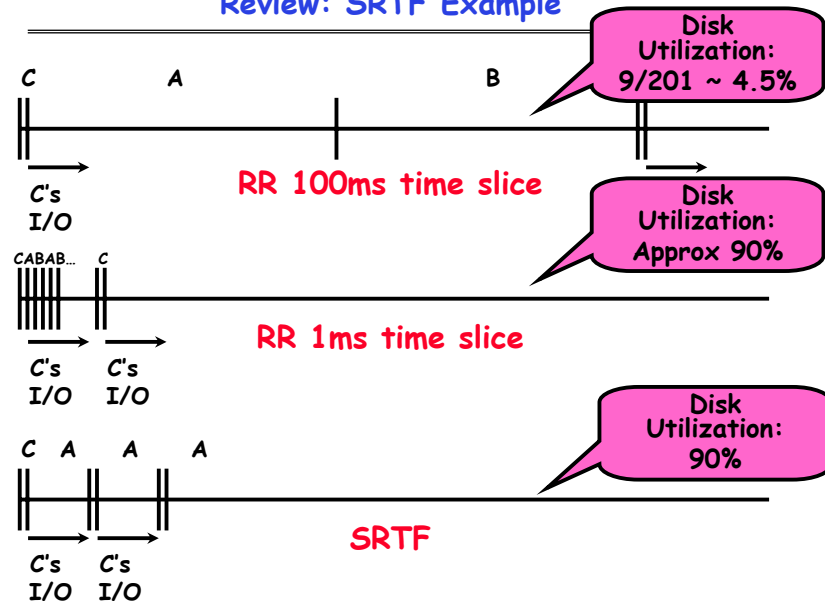 Review: SRTF Example
Disk
Utilization:
9/201 ~ 4.5%
C A B
C's
I/O
RR 100ms time slice
Disk
Utilization:
Approx 90%
CABAB... C
C's C's
I/O I/O
RR 1ms time slice
Disk
Utilization:
90%
C A A A
C's C's
I/O I/O
SRTF